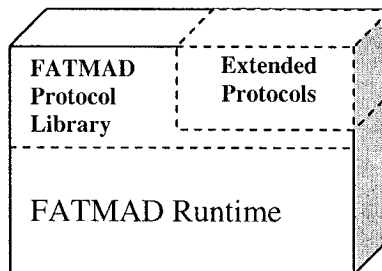 FATMAD
Protocol
Library
Extended
Protocols
FATMAD Runtime